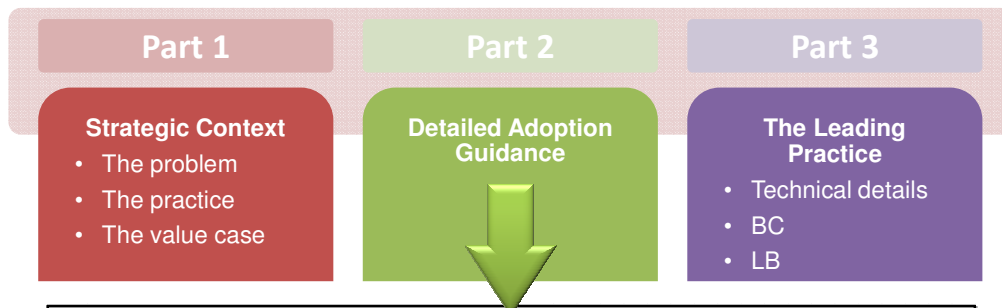 Part 1
Part 2
Part 3
Strategic Context
• The problem
• The practice
• The value case
Detailed Adoption
Guidance
The Leading
Practice
• Technical details
• BC
• LB